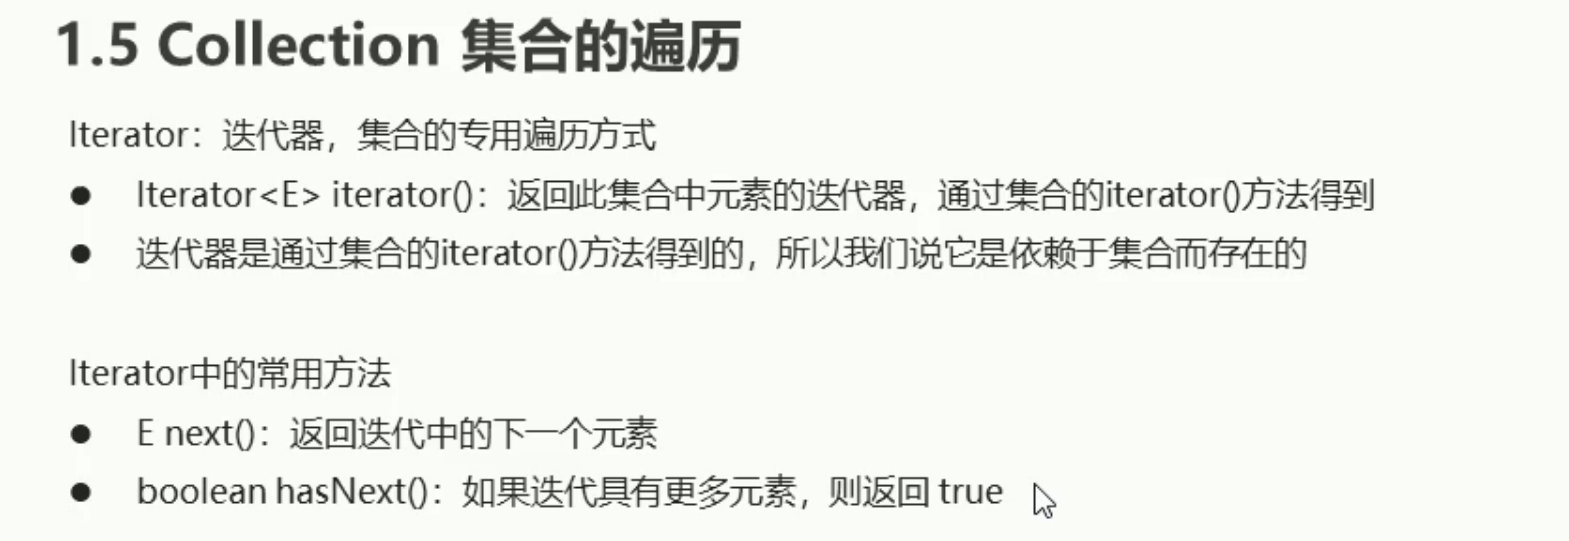 1.5 Collection 集合的遍历
Iterator：迭代器，集合的专用遍历方式
● Iterator<E> iterator()：返回此集合中元素的迭代器，通过集合的iterator()方法得到
● 迭代器是通过集合的iterator()方法得到的，所以我们说它是依赖于集合而存在的
Iterator中的常用方法
● E next()：返回迭代中的下一个元素
● boolean hasNext()：如果迭代具有更多元素，则返回 true